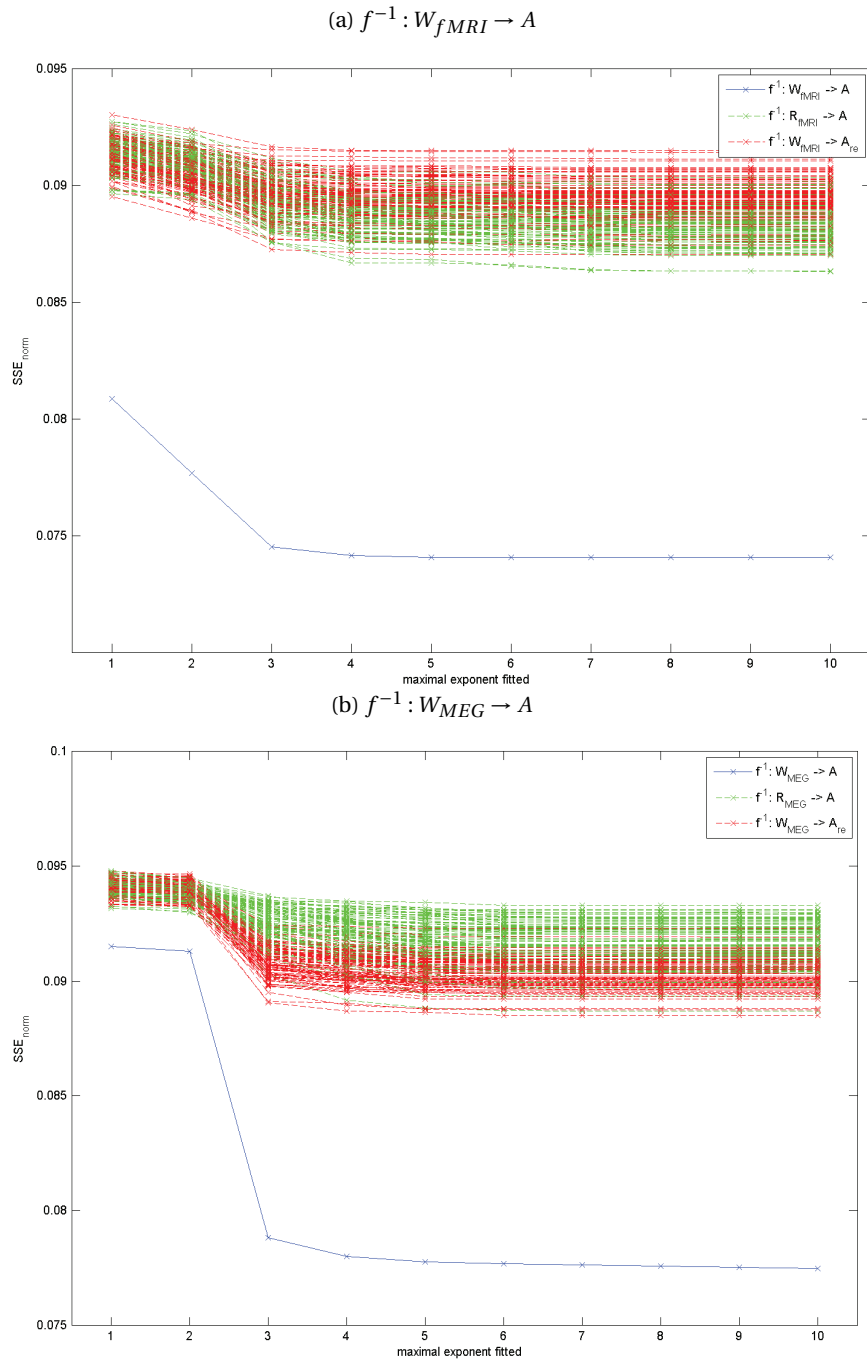 (a) f⁻¹ : W_fMRI → A
0.095
0.09
0.085
0.08
0.075
SSE_norm
f⁻¹: W_fMRI -> A
f⁻¹: R_fMRI -> A
f⁻¹: W_fMRI -> A_re
1 2 3 4 5 6 7 8 9 10
maximal exponent fitted
(b) f⁻¹ : W_MEG → A
0.1
0.095
0.09
0.085
0.08
0.075
SSE_norm
f⁻¹: W_MEG -> A
f⁻¹: R_MEG -> A
f⁻¹: W_MEG -> A_re
1 2 3 4 5 6 7 8 9 10
maximal exponent fitted